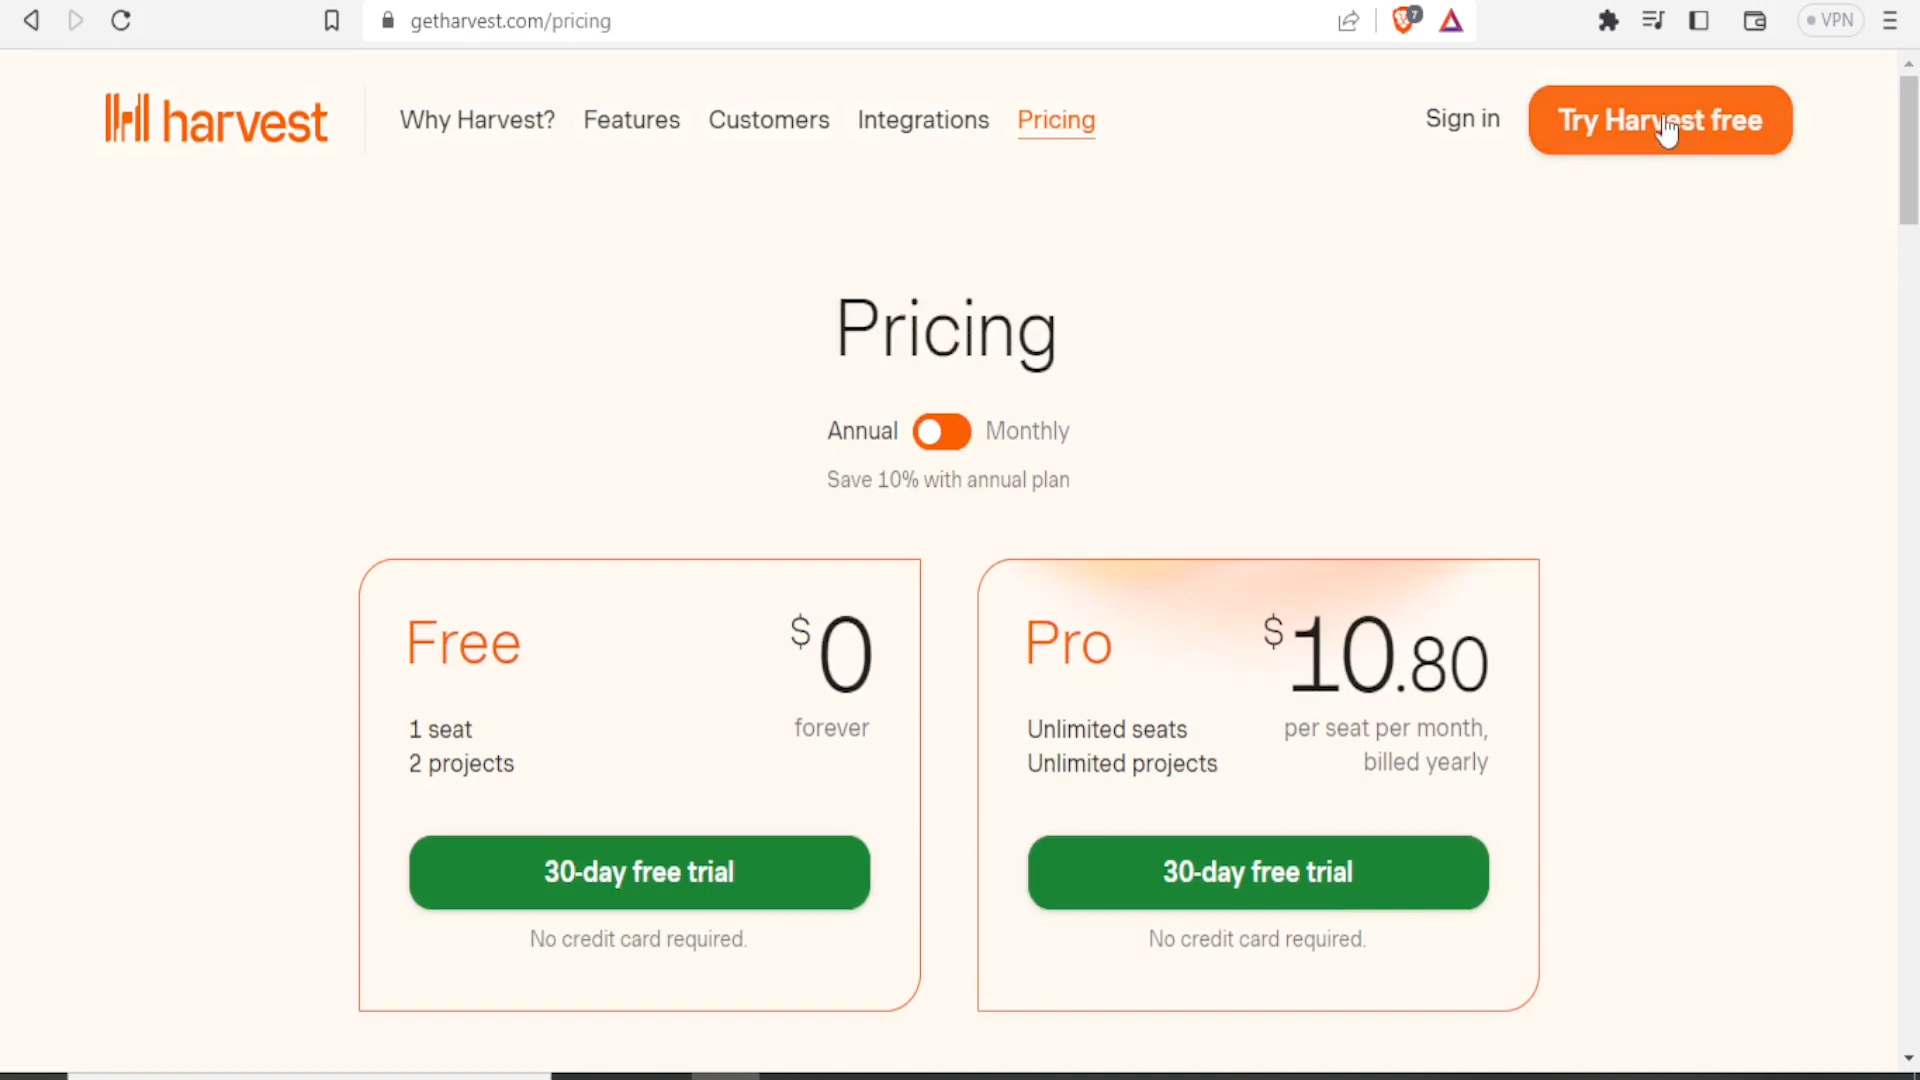 getharvest.com/pricing
7
VPN
harvest
Why Harvest?
Features
Customers
Integrations
Pricing
Sign in
Try Harvest free
Pricing
Annual
Monthly
Save 10% with annual plan
Free
$0
1 seat
forever
2 projects
30-day free trial
No credit card required.
Pro
$10.80
Unlimited seats
per seat per month,
Unlimited projects
billed yearly
30-day free trial
No credit card required.